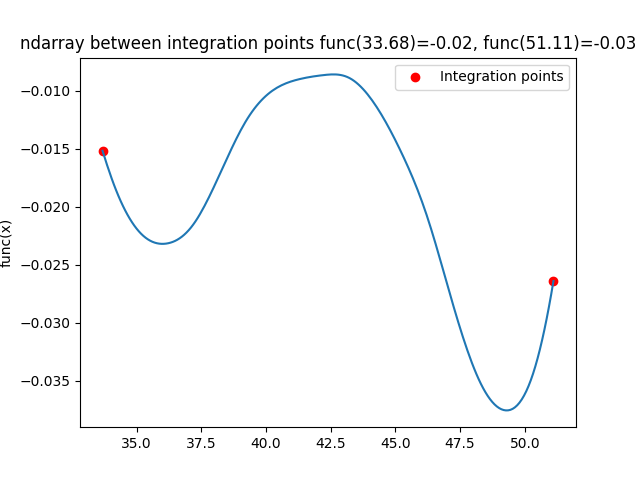 ndarray between integration points func(33.68)=-0.02, func(51.11)=-0.03
Integration points
func(x)
−0.010
−0.015
−0.020
−0.025
−0.030
−0.035
35.0 37.5 40.0 42.5 45.0 47.5 50.0